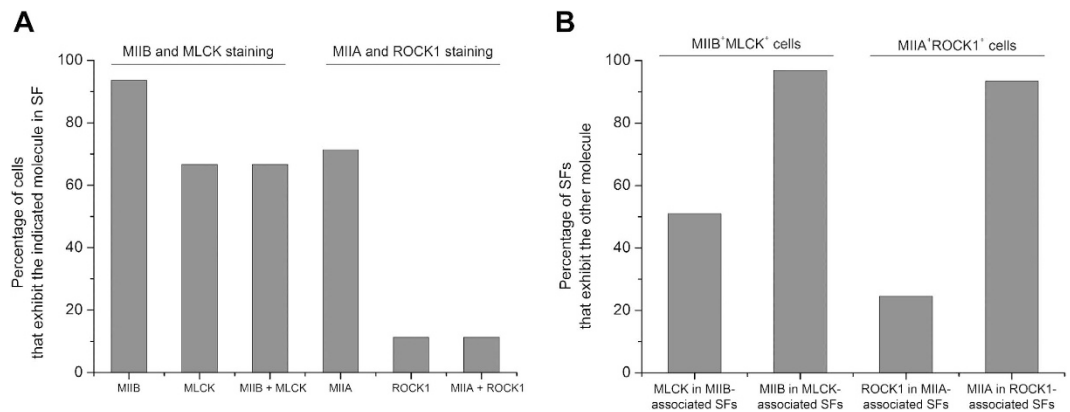 A
MIIB and MLCK staining
MIIA and ROCK1 staining
Percentage of cells
that exhibit the indicated molecule in SF
100
80
60
40
20
0
MIIB
MLCK
MIIB + MLCK
MIIA
ROCK1
MIIA + ROCK1
B
MIIB⁺MLCK⁺ cells
MIIA⁺ROCK1⁺ cells
Percentage of SFs
that exhibit the other molecule
100
80
60
40
20
0
MLCK in MIIB-
associated SFs
MIIB in MLCK-
associated SFs
ROCK1 in MIIA-
associated SFs
MIIA in ROCK1-
associated SFs